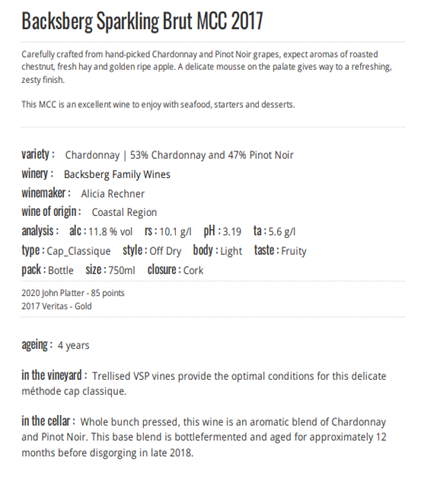 Backsberg Sparkling Brut MCC 2017
Carefully crafted from hand-picked Chardonnay and Pinot Noir grapes, expect aromas of roasted
chestnut, fresh hay and golden ripe apple. A delicate mousse on the palate gives way to a refreshing,
zesty finish.
This MCC is an excellent wine to enjoy with seafood, starters and desserts.
variety : Chardonnay | 53% Chardonnay and 47% Pinot Noir
winery : Backsberg Family Wines
winemaker : Alicia Rechner
wine of origin : Coastal Region
analysis : alc : 11.8 % vol rs : 10.1 g/l pH : 3.19 ta : 5.6 g/l
type : Cap_Classique style : Off Dry body : Light taste : Fruity
pack : Bottle size : 750ml closure : Cork
2020 John Platter - 85 points
2017 Veritas - Gold
ageing : 4 years
in the vineyard : Trellised VSP vines provide the optimal conditions for this delicate
méthode cap classique.
in the cellar : Whole bunch pressed, this wine is an aromatic blend of Chardonnay
and Pinot Noir. This base blend is bottlefermented and aged for approximately 12
months before disgorging in late 2018.